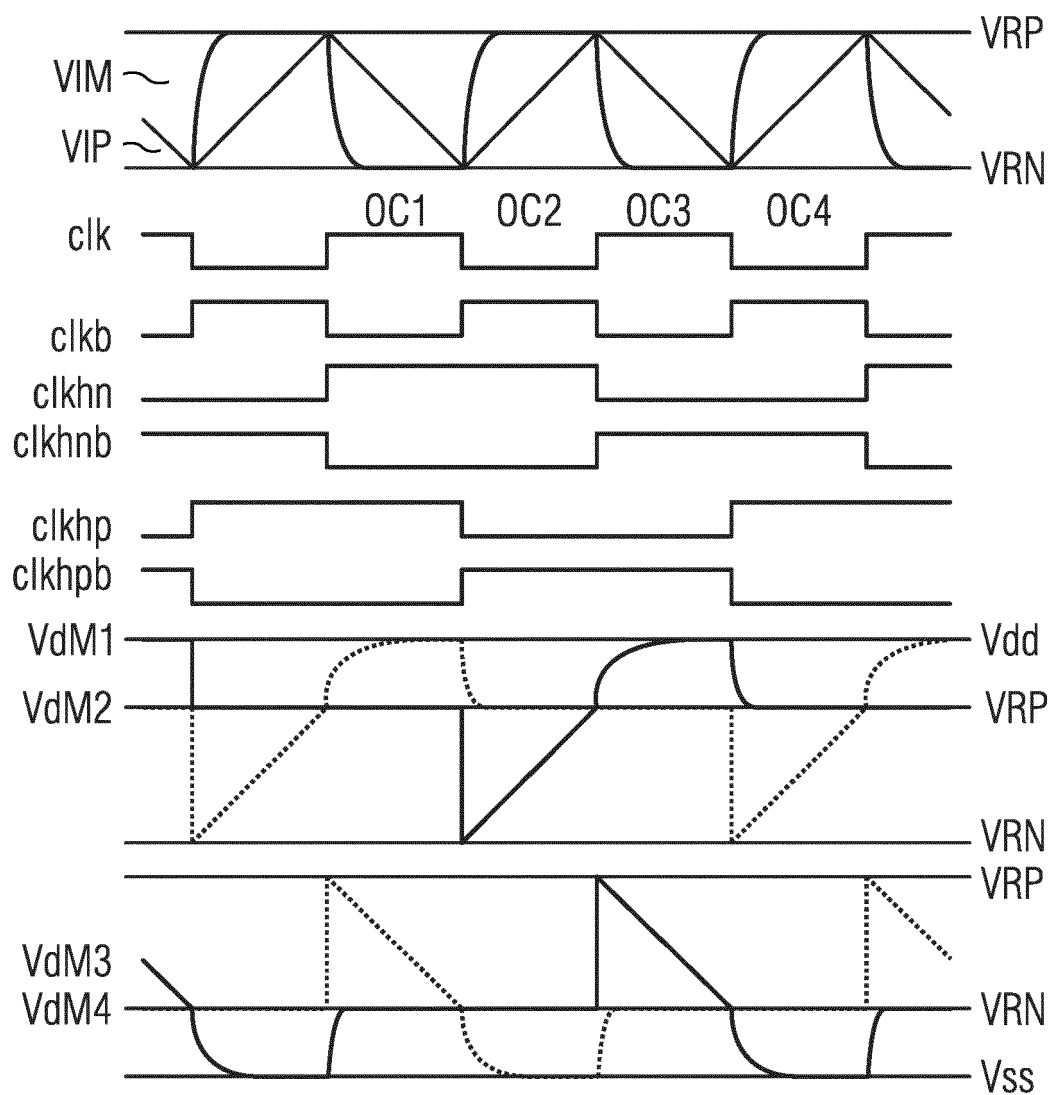 VRP
VIM
VIP
VRN
OC1 OC2 OC3 OC4
clk
clkb
clkhn
clkhnb
clkhp
clkhpb
VdM1 Vdd
VdM2 VRP
VRN
VRP
VdM3
VdM4 VRN
Vss